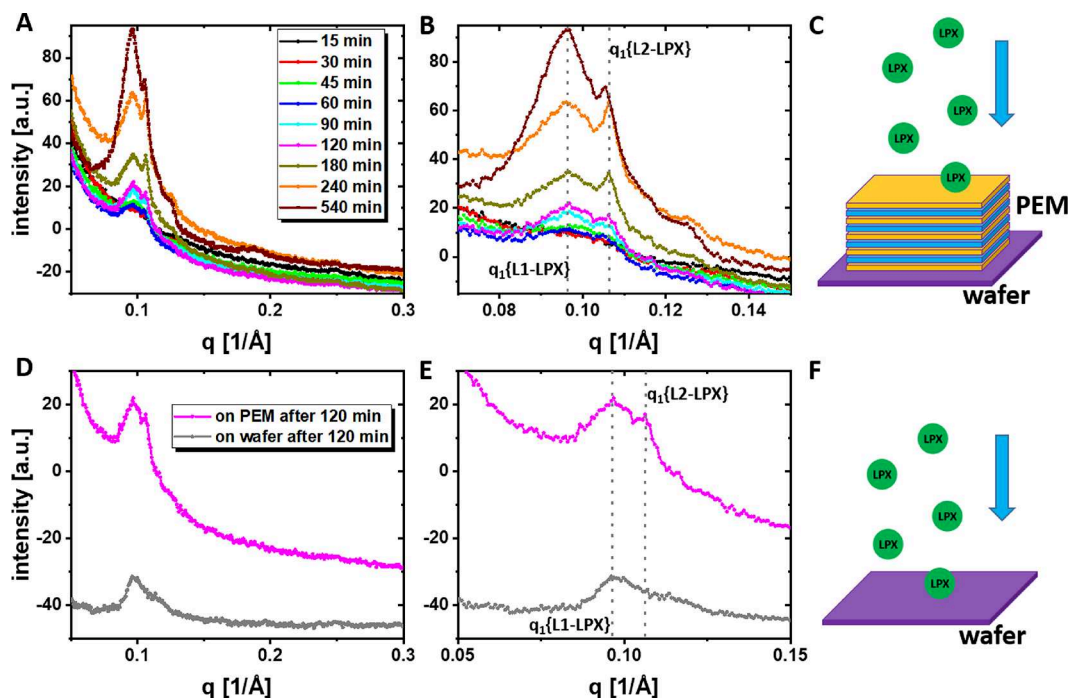 A
B
C
15 min
30 min
45 min
60 min
90 min
120 min
180 min
240 min
540 min
q₁{L2-LPX}
q₁{L1-LPX}
LPX
LPX
LPX
LPX
LPX
PEM
wafer
intensity [a.u.]
100
80
60
40
20
0
-20
0.1
0.2
0.3
q [1/Å]
80
60
40
20
0
0.08
0.10
0.12
0.14
q [1/Å]
D
E
F
on PEM after 120 min
on wafer after 120 min
q₁{L2-LPX}
q₁{L1-LPX}
LPX
LPX
LPX
LPX
LPX
wafer
intensity [a.u.]
20
0
-20
-40
0.1
0.2
0.3
q [1/Å]
20
0
-20
-40
0.05
0.10
0.15
q [1/Å]